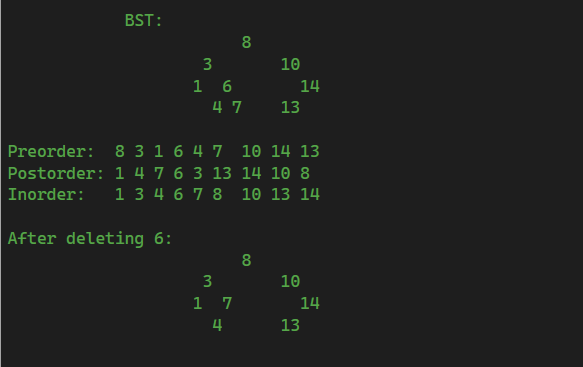 BST:
8
3 10
1 6 14
4 7 13
Preorder: 8 3 1 6 4 7 10 14 13
Postorder: 1 4 7 6 3 13 14 10 8
Inorder: 1 3 4 6 7 8 10 13 14
After deleting 6:
8
3 10
1 7 14
4 13